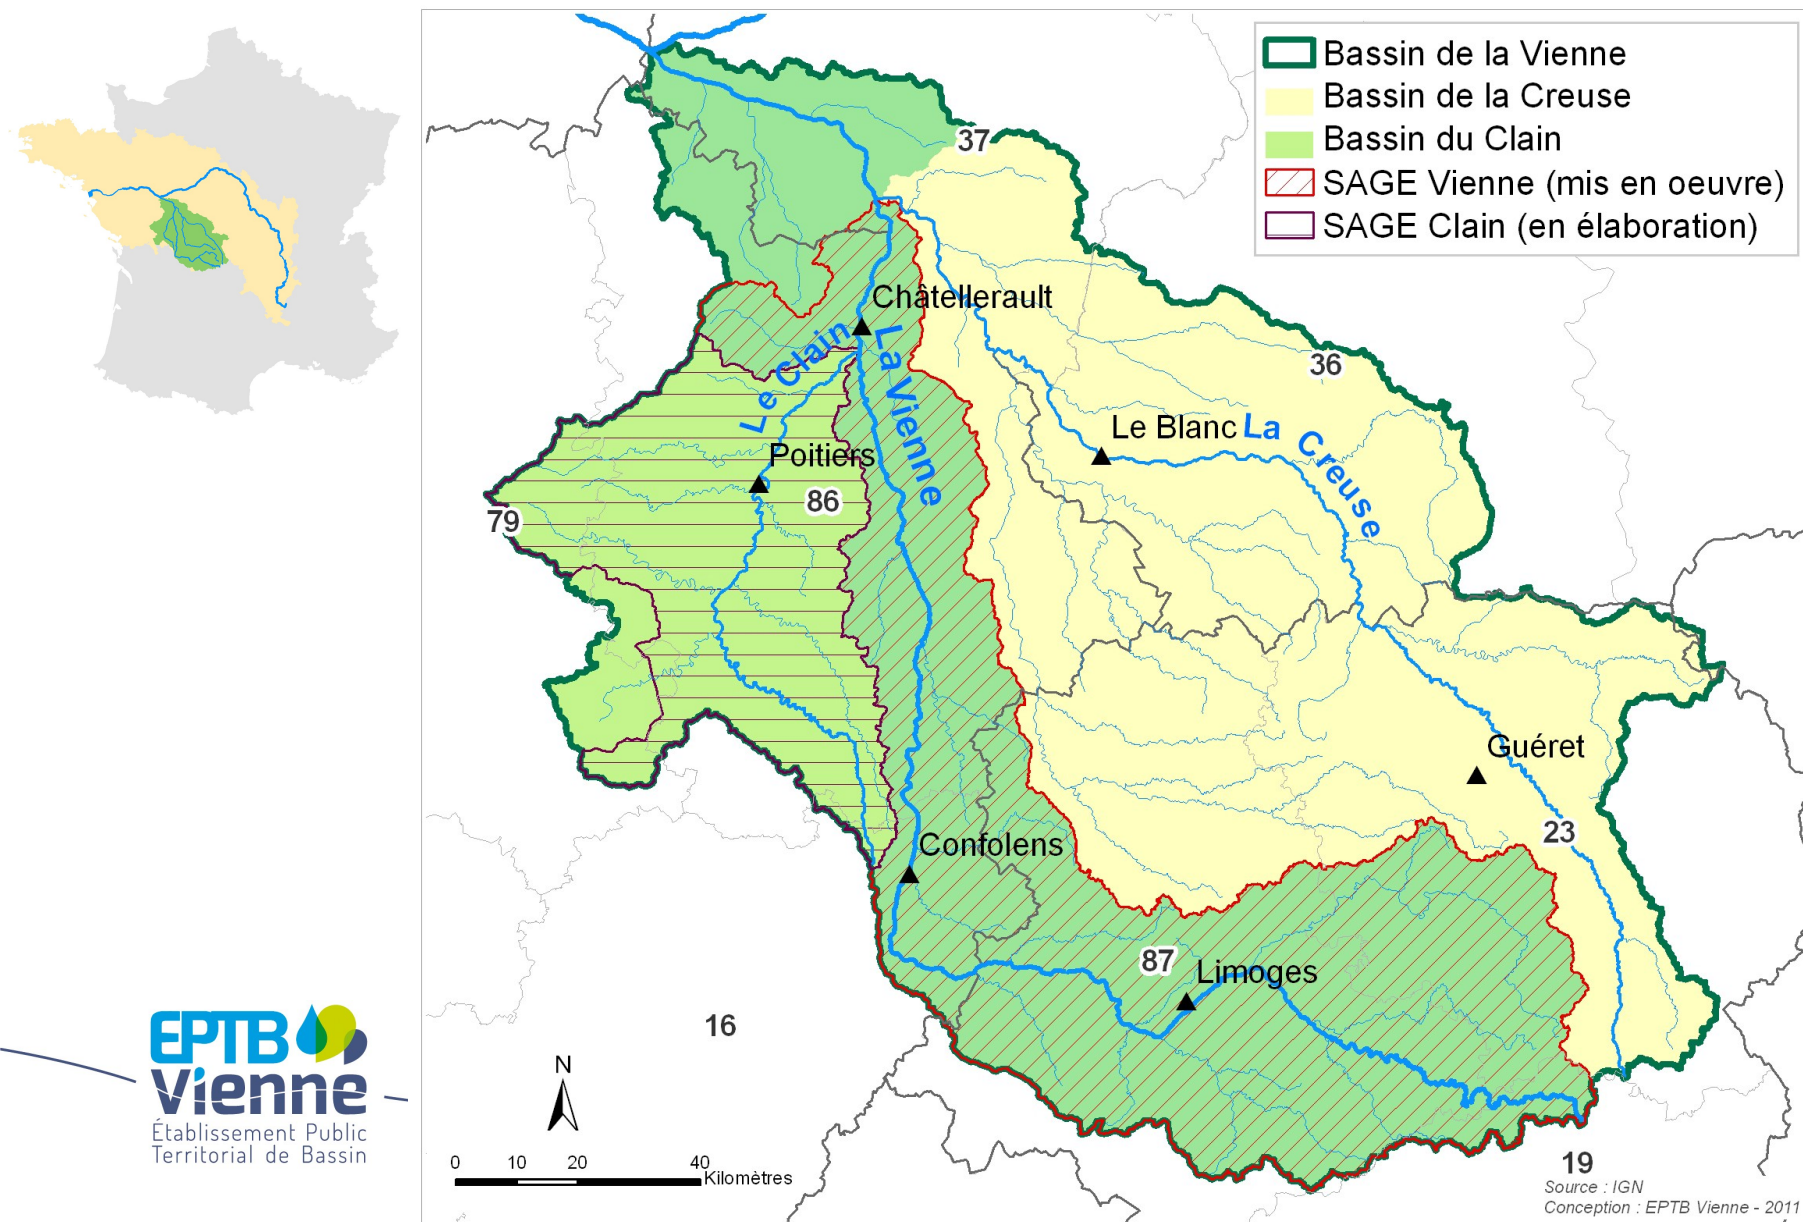 Bassin de la Vienne
Bassin de la Creuse
Bassin du Clain
SAGE Vienne (mis en oeuvre)
SAGE Clain (en élaboration)
37
Châtellerault
Le Clain
La Vienne
36
Le Blanc
La Creuse
Poitiers
86
79
Guéret
23
Confolens
87
Limoges
16
EPTB
Vienne
Établissement Public
Territorial de Bassin
N
0 10 20 40
Kilomètres
19
Source : IGN
Conception : EPTB Vienne - 2011